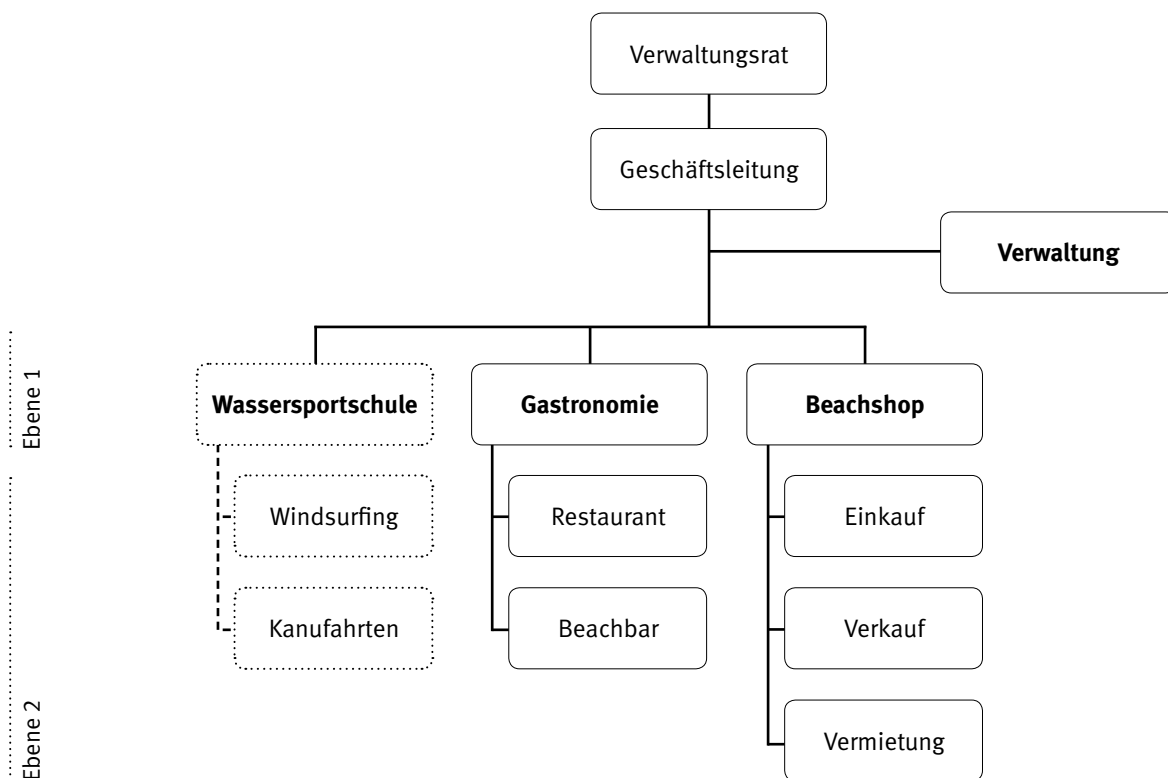 Verwaltungsrat
Geschäftsleitung
Verwaltung
Ebene 1
Wassersportschule
Gastronomie
Beachshop
Ebene 2
Windsurfing
Restaurant
Einkauf
Kanufahrten
Beachbar
Verkauf
Vermietung